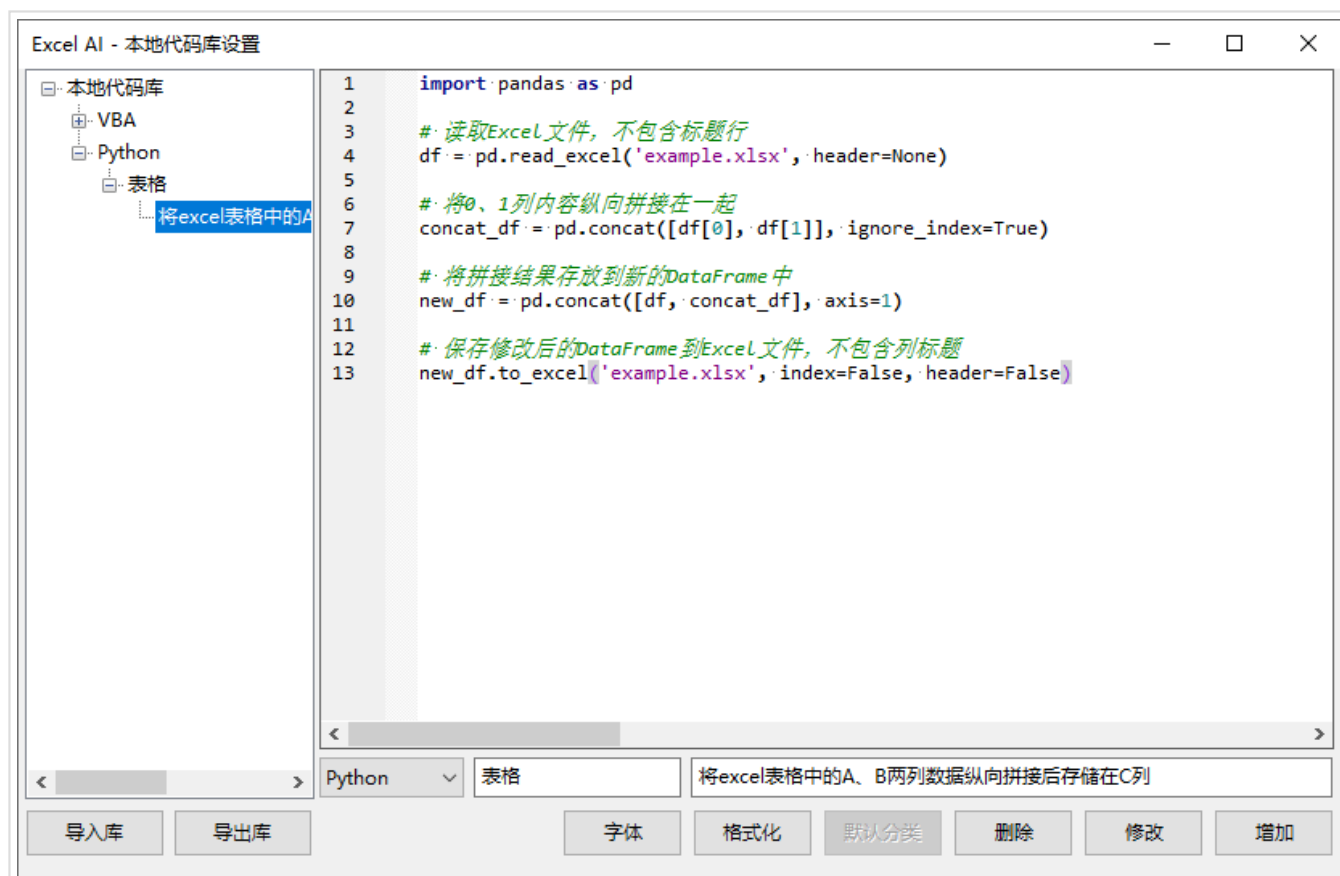 Excel AI - 本地代码库设置
本地代码库
VBA
Python
表格
将excel表格中的A
1 import pandas as pd
2
3 # 读取Excel文件，不包含标题行
4 df = pd.read_excel('example.xlsx', header=None)
5
6 # 将0、1列内容纵向拼接在一起
7 concat_df = pd.concat([df[0], df[1]], ignore_index=True)
8
9 # 将拼接结果存放到新的DataFrame中
10 new_df = pd.concat([df, concat_df], axis=1)
11
12 # 保存修改后的DataFrame到Excel文件，不包含列标题
13 new_df.to_excel('example.xlsx', index=False, header=False)
Python 表格 将excel表格中的A、B两列数据纵向拼接后存储在C列
导入库 导出库 字体 格式化 默认分类 删除 修改 增加